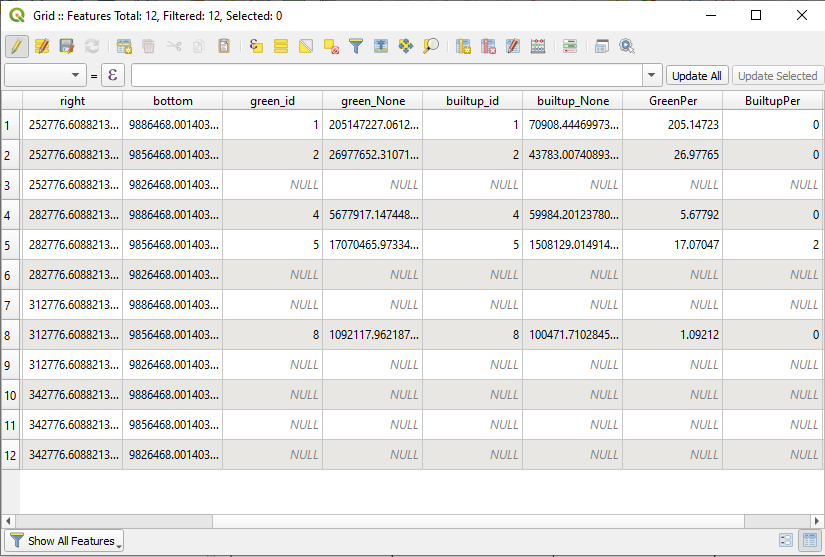 Grid :: Features Total: 12, Filtered: 12, Selected: 0
= ε Update All Update Selected
right bottom green_id green_None builtup_id builtup_None GreenPer BuiltupPer
1 252776.6088213... 9886468.001403... 1 205147227.0612... 1 70908.44469973... 205.14723 0
2 252776.6088213... 9856468.001403... 2 26977652.31071... 2 43783.00740893... 26.97765 0
3 252776.6088213... 9826468.001403... NULL NULL NULL NULL NULL NULL
4 282776.6088213... 9886468.001403... 4 5677917.147448... 4 59984.20123780... 5.67792 0
5 282776.6088213... 9856468.001403... 5 17070465.97334... 5 1508129.014914... 17.07047 2
6 282776.6088213... 9826468.001403... NULL NULL NULL NULL NULL NULL
7 312776.6088213... 9886468.001403... NULL NULL NULL NULL NULL NULL
8 312776.6088213... 9856468.001403... 8 1092117.962187... 8 100471.7102845... 1.09212 0
9 312776.6088213... 9826468.001403... NULL NULL NULL NULL NULL NULL
10 342776.6088213... 9886468.001403... NULL NULL NULL NULL NULL NULL
11 342776.6088213... 9856468.001403... NULL NULL NULL NULL NULL NULL
12 342776.6088213... 9826468.001403... NULL NULL NULL NULL NULL NULL
Show All Features